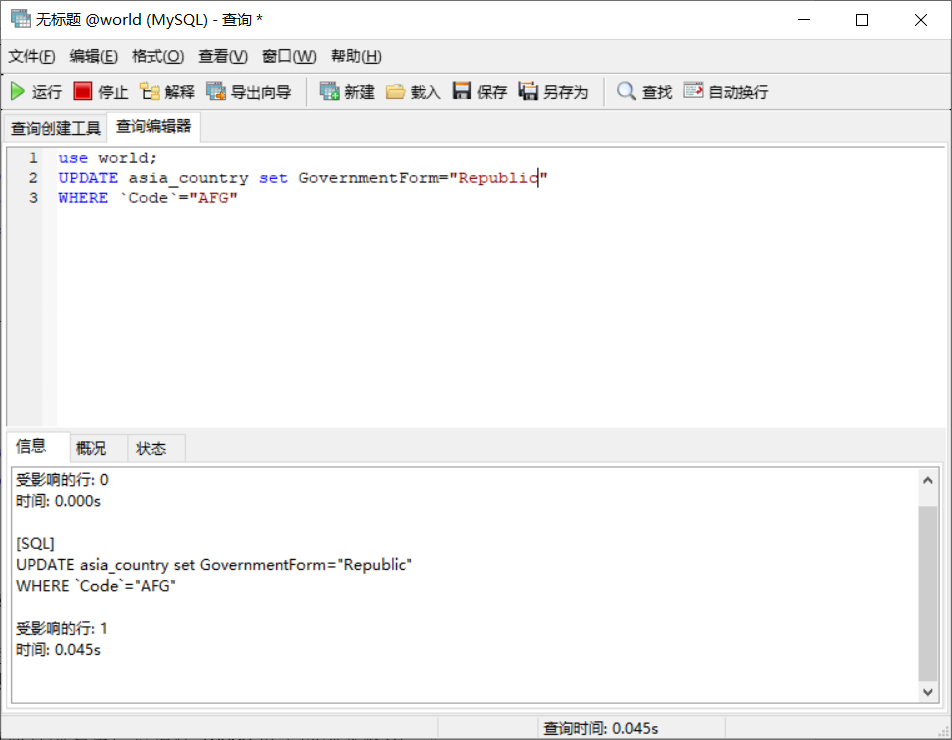 无标题 @world (MySQL) - 查询 *
文件(F) 编辑(E) 格式(O) 查看(V) 窗口(W) 帮助(H)
运行 停止 解释 导出向导 新建 载入 保存 另存为 查找 自动换行
查询创建工具 查询编辑器
1 use world;
2 UPDATE asia_country set GovernmentForm="Republic"
3 WHERE `Code`="AFG"
信息 概况 状态
受影响的行: 0
时间: 0.000s
[SQL]
UPDATE asia_country set GovernmentForm="Republic"
WHERE `Code`="AFG"
受影响的行: 1
时间: 0.045s
查询时间: 0.045s